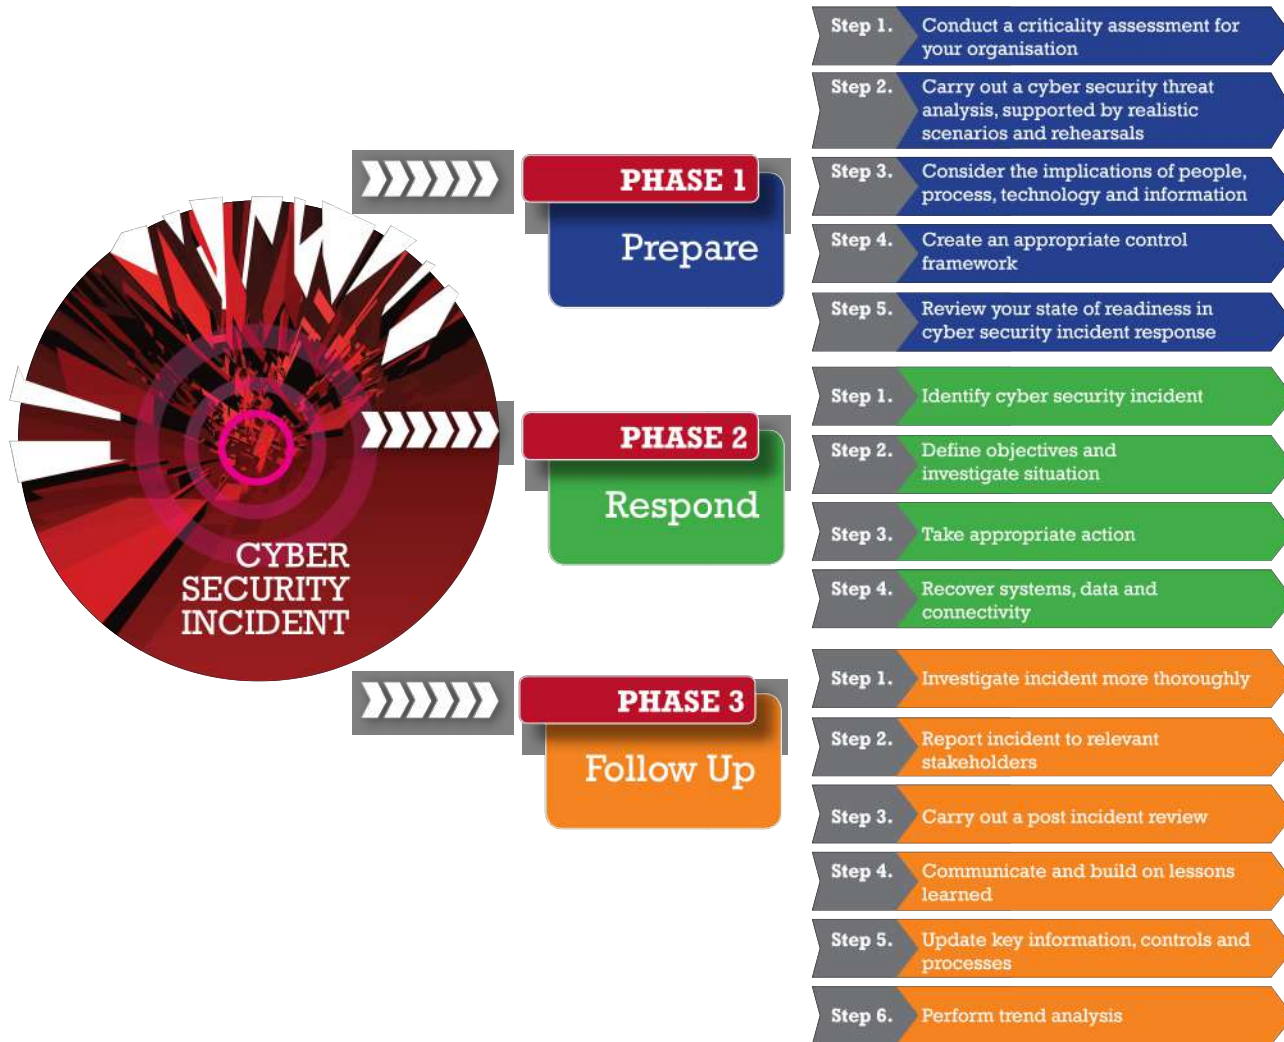 CYBER
SECURITY
INCIDENT
PHASE 1
Prepare
Step 1.
Conduct a criticality assessment for
your organisation
Step 2.
Carry out a cyber security threat
analysis, supported by realistic
scenarios and rehearsals
Step 3.
Consider the implications of people,
process, technology and information
Step 4.
Create an appropriate control
framework
Step 5.
Review your state of readiness in
cyber security incident response
PHASE 2
Respond
Step 1.
Identify cyber security incident
Step 2.
Define objectives and
investigate situation
Step 3.
Take appropriate action
Step 4.
Recover systems, data and
connectivity
PHASE 3
Follow Up
Step 1.
Investigate incident more thoroughly
Step 2.
Report incident to relevant
stakeholders
Step 3.
Carry out a post incident review
Step 4.
Communicate and build on lessons
learned
Step 5.
Update key information, controls and
processes
Step 6.
Perform trend analysis